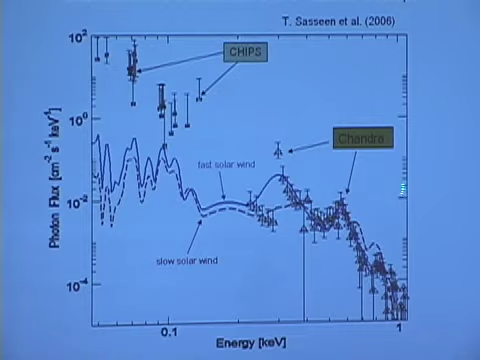 T. Sasseen et al. (2006)
CHIPS
Chandra
fast solar wind
slow solar wind
10²
10⁰
10⁻²
10⁻⁴
Photon Flux [cm⁻² s⁻¹ keV⁻¹]
0.1
1
Energy [keV]